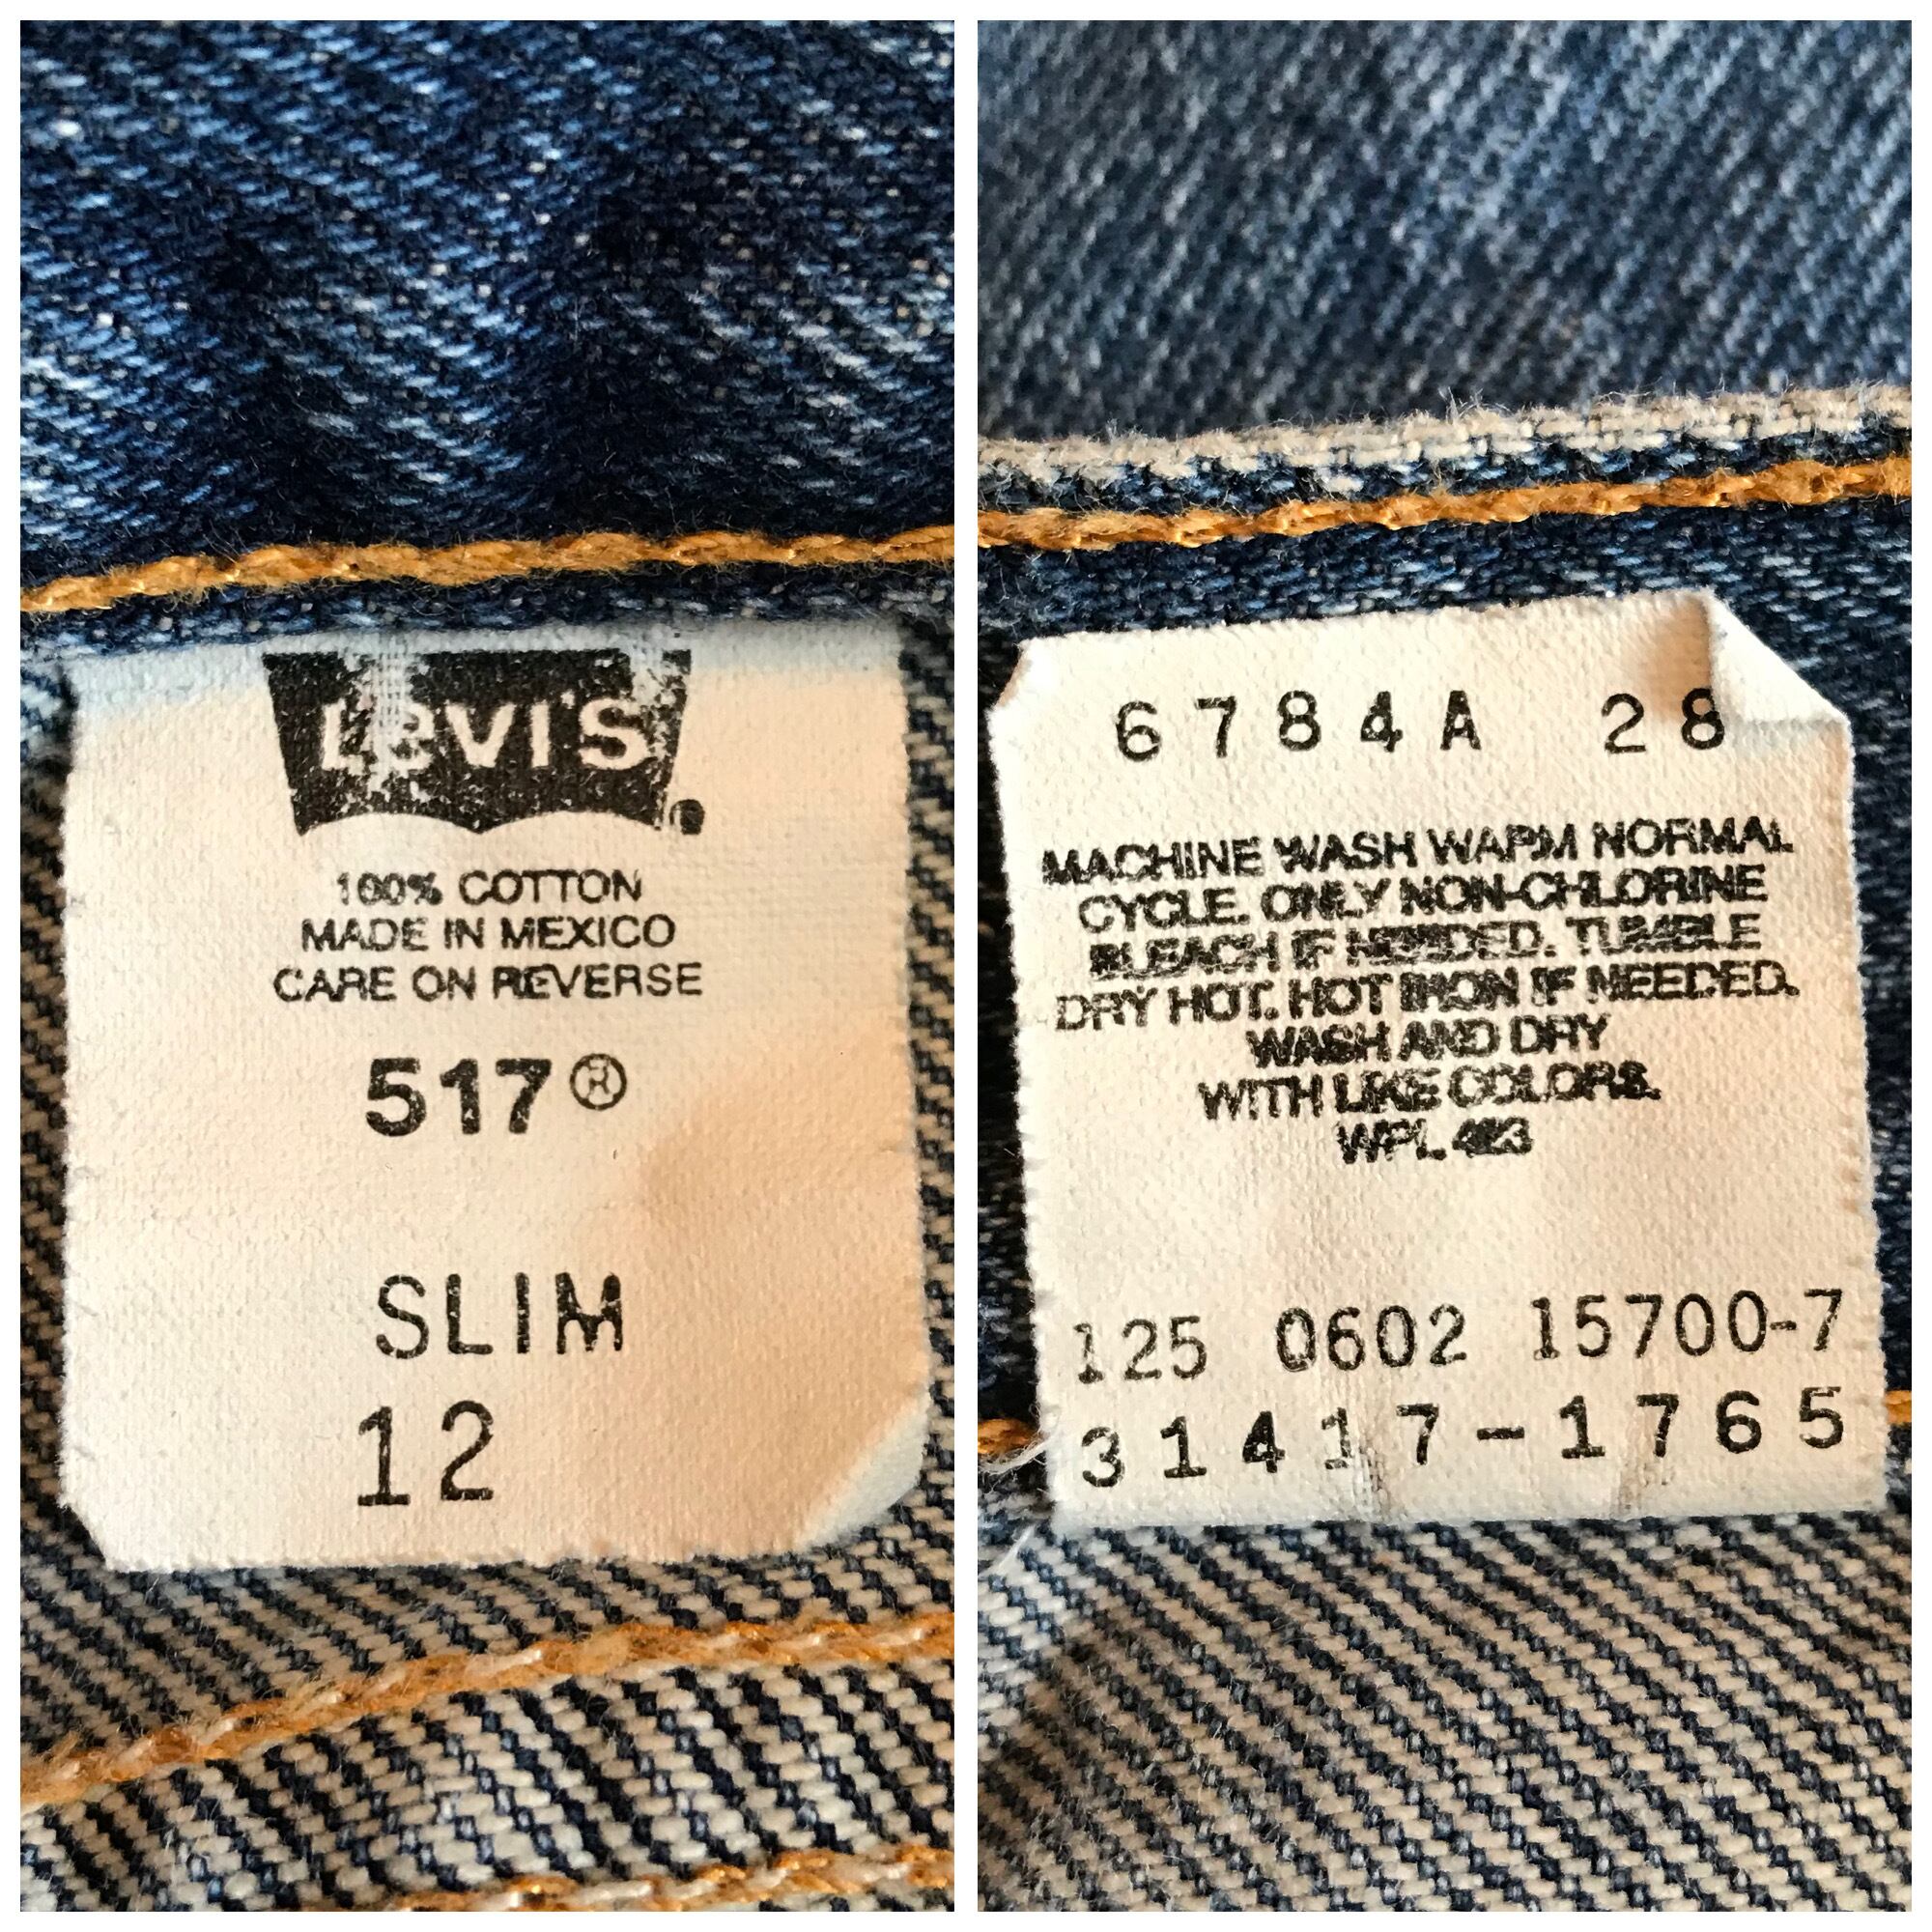 Levi's
100% COTTON
MADE IN MEXICO
CARE ON REVERSE
517®
SLIM
12
6784A 28
MACHINE WASH WARM NORMAL
CYCLE. ONLY NON-CHLORINE
BLEACH IF NEEDED. TUMBLE
DRY HOT. HOT IRON IF NEEDED.
WASH AND DRY
WITH LIKE COLORS.
WPL 423
125 0602 15700-7
31417-1765